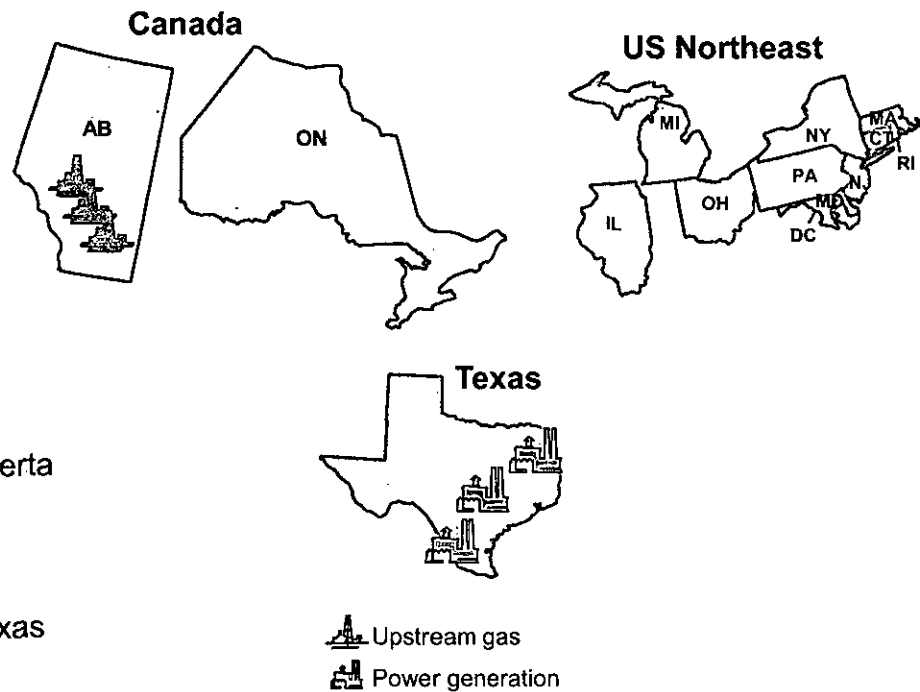 Canada
US Northeast
AB
ON
MI
NY
MA
CT
RI
PA
N
MD
OH
IL
DC
Texas
erta
xas
Upstream gas
Power generation